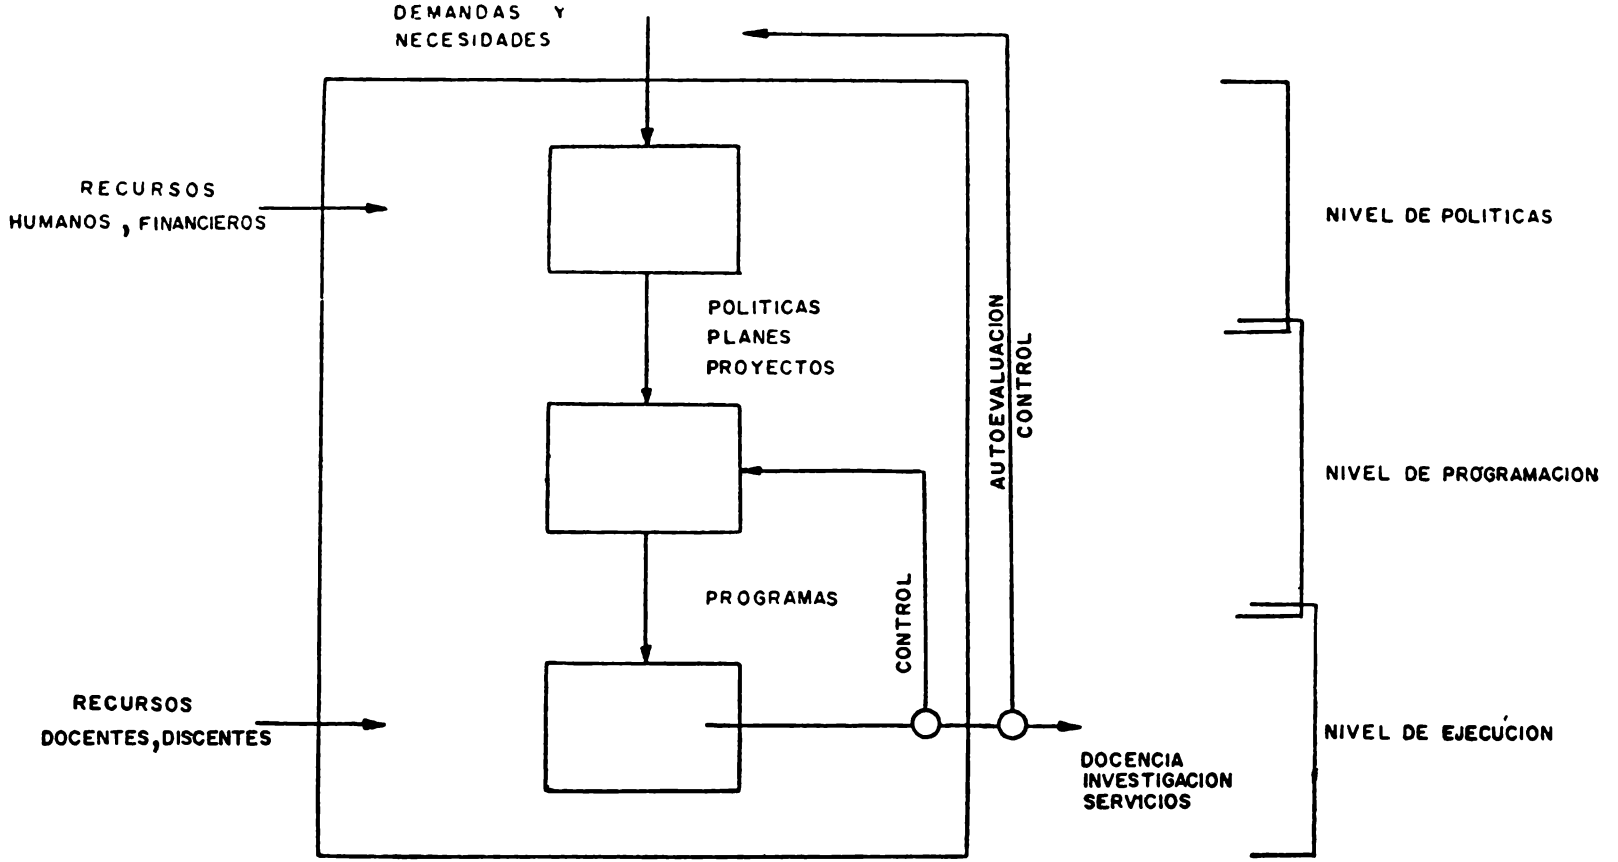 DEMANDAS Y
NECESIDADES
RECURSOS
HUMANOS, FINANCIEROS
NIVEL DE POLITICAS
POLITICAS
PLANES
PROYECTOS
AUTOEVALUACION
CONTROL
NIVEL DE PROGRAMACION
PROGRAMAS
CONTROL
RECURSOS
DOCENTES, DISCENTES
NIVEL DE EJECUCION
DOCENCIA
INVESTIGACION
SERVICIOS